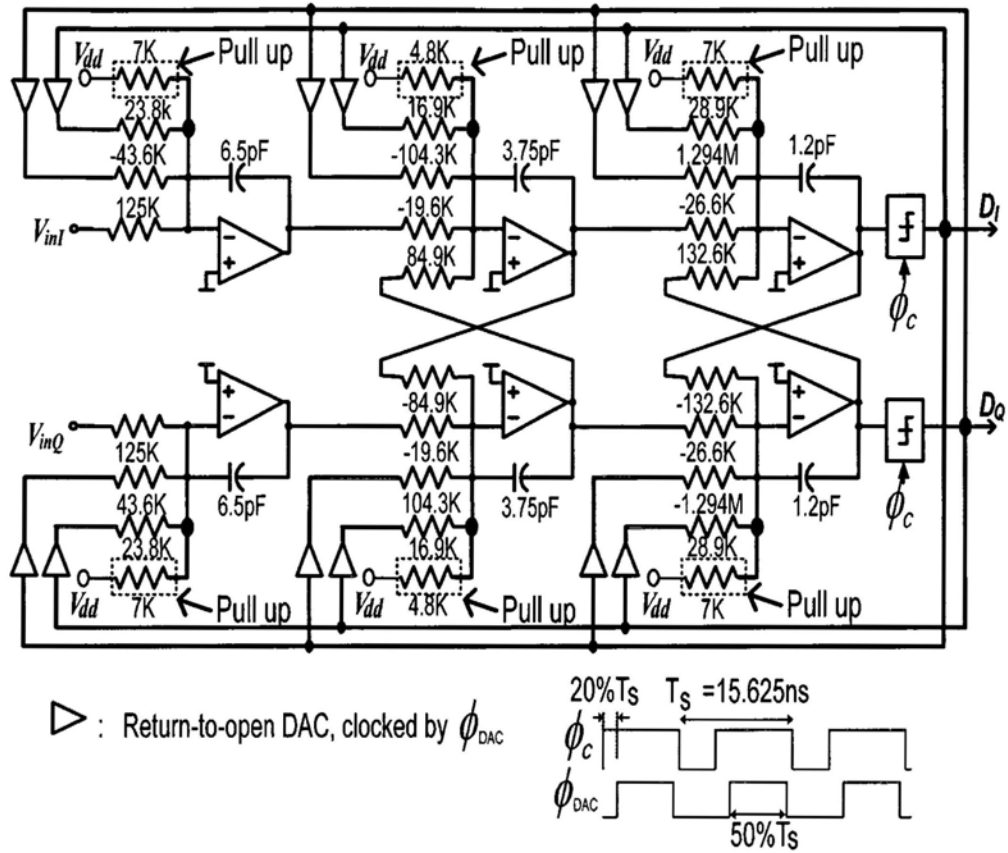 Vdd 7K Pull up
23.8k
-43.6K 6.5pF
VinI 125K
Vdd 4.8K Pull up
16.9K
-104.3K 3.75pF
-19.6K
84.9K
Vdd 7K Pull up
28.9K
1.294M 1.2pF
-26.6K
132.6K
DI
ϕC
VinQ 125K
43.6K 6.5pF
23.8K
Vdd 7K Pull up
-84.9K
-19.6K
104.3K 3.75pF
16.9K
Vdd 4.8K Pull up
-132.6K
-26.6K
-1.294M 1.2pF
28.9K
Vdd 7K Pull up
DQ
ϕC
: Return-to-open DAC, clocked by ϕDAC
20%Ts Ts =15.625ns
ϕC
ϕDAC
50%Ts